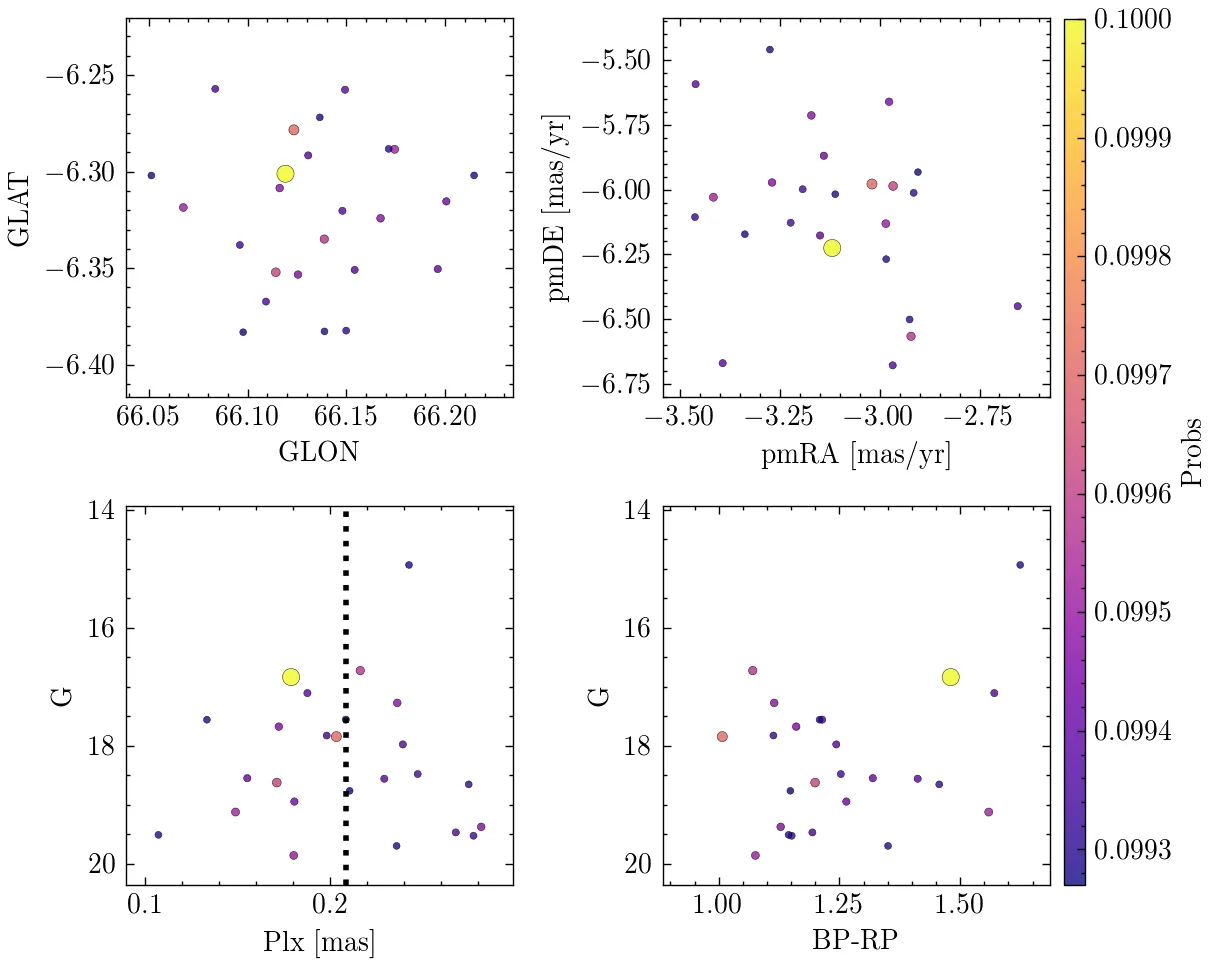 −6.25
−6.30
−6.35
−6.40
GLAT
66.05 66.10 66.15 66.20
GLON
−5.50
−5.75
−6.00
−6.25
−6.50
−6.75
pmDE [mas/yr]
−3.50 −3.25 −3.00 −2.75
pmRA [mas/yr]
14
16
18
20
G
0.1 0.2
Plx [mas]
14
16
18
20
G
1.00 1.25 1.50
BP-RP
0.1000
0.0999
0.0998
0.0997
0.0996
0.0995
0.0994
0.0993
Probs